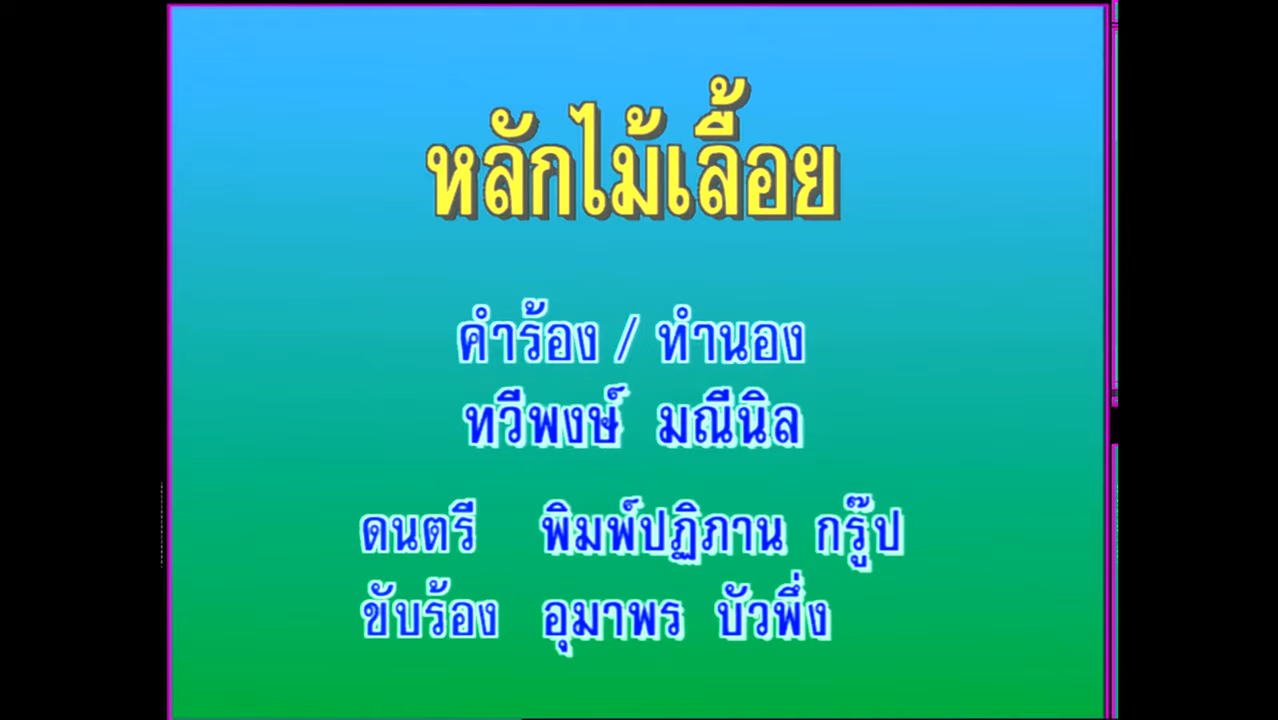 หลักไม้เลื้อย
คำร้อง / ทำนอง
ทวีพงษ์ มณีนิล
ดนตรี พิมพ์ปฏิภาน กรุ๊ป
ขับร้อง อุมาพร บัวพึ่ง